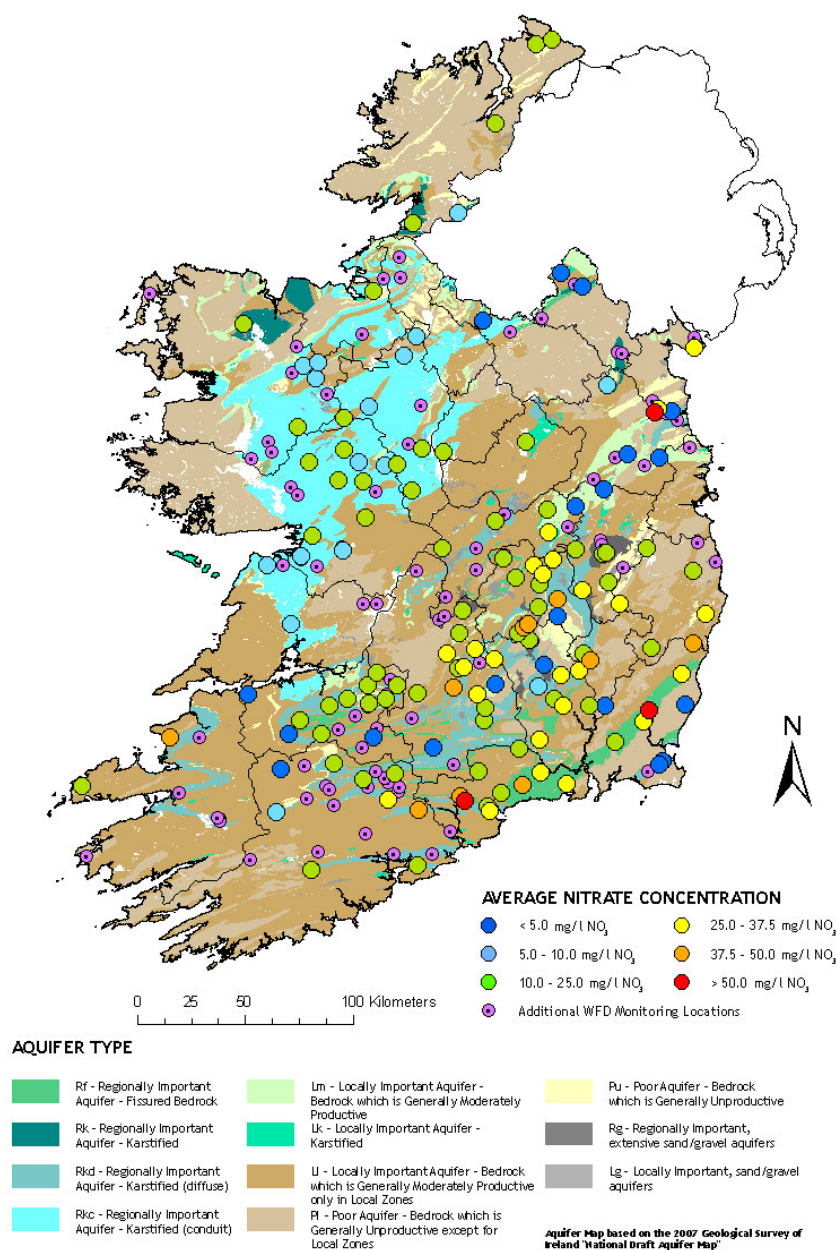 N
AVERAGE NITRATE CONCENTRATION
< 5.0 mg/l NO₃
25.0 - 37.5 mg/l NO₃
5.0 - 10.0 mg/l NO₃
37.5 - 50.0 mg/l NO₃
10.0 - 25.0 mg/l NO₃
> 50.0 mg/l NO₃
Additional WFD Monitoring Locations
0 25 50 100 Kilometers
AQUIFER TYPE
Rf - Regionally Important
Aquifer - Fissured Bedrock
Rk - Regionally Important
Aquifer - Karstified
Rkd - Regionally Important
Aquifer - Karstified (diffuse)
Rkc - Regionally Important
Aquifer - Karstified (conduit)
Lm - Locally Important Aquifer -
Bedrock which is Generally Moderately
Productive
Lk - Locally Important Aquifer -
Karstified
Ll - Locally Important Aquifer - Bedrock
which is Generally Moderately Productive
only in Local Zones
Pl - Poor Aquifer - Bedrock which is
Generally Unproductive except for
Local Zones
Pu - Poor Aquifer - Bedrock
which is Generally Unproductive
Rg - Regionally Important,
extensive sand/gravel aquifers
Lg - Locally Important, sand/gravel
aquifers
Aquifer Map based on the 2007 Geological Survey of
Ireland "National Draft Aquifer Map"